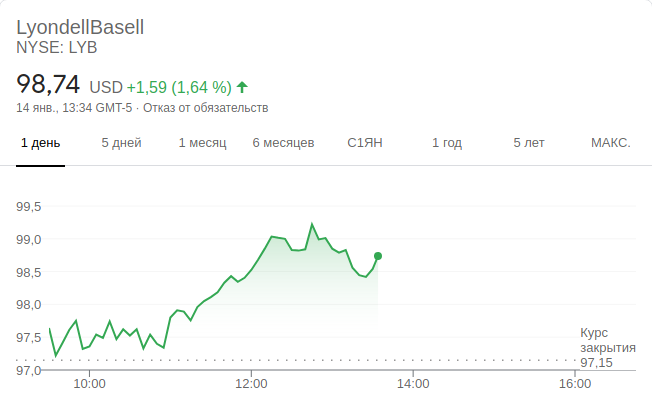 LyondellBasell
NYSE: LYB
98,74 USD +1,59 (1,64 %)
14 янв., 13:34 GMT-5 · Отказ от обязательств
1 день 5 дней 1 месяц 6 месяцев С1ЯН 1 год 5 лет МАКС.
99,5
99,0
98,5
98,0
97,5
97,0
Курс
закрытия
97,15
10:00 12:00 14:00 16:00